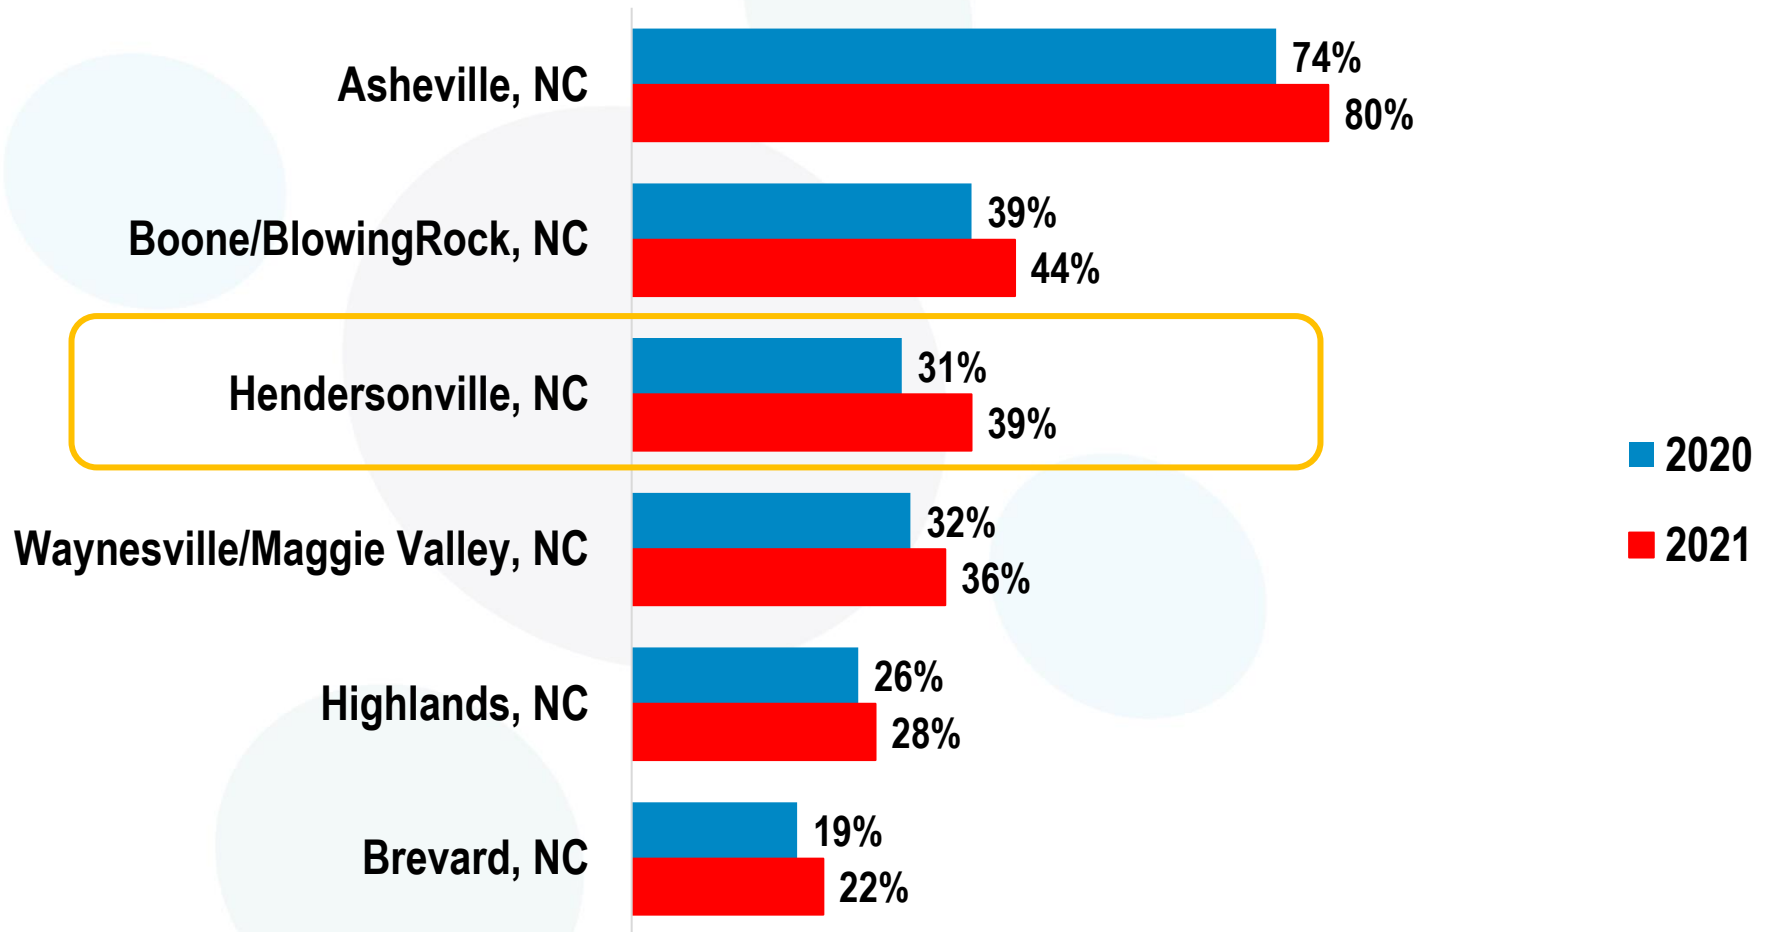 Asheville, NC
74%
80%
Boone/BlowingRock, NC
39%
44%
Hendersonville, NC
31%
39%
Waynesville/Maggie Valley, NC
32%
36%
Highlands, NC
26%
28%
Brevard, NC
19%
22%
2020
2021